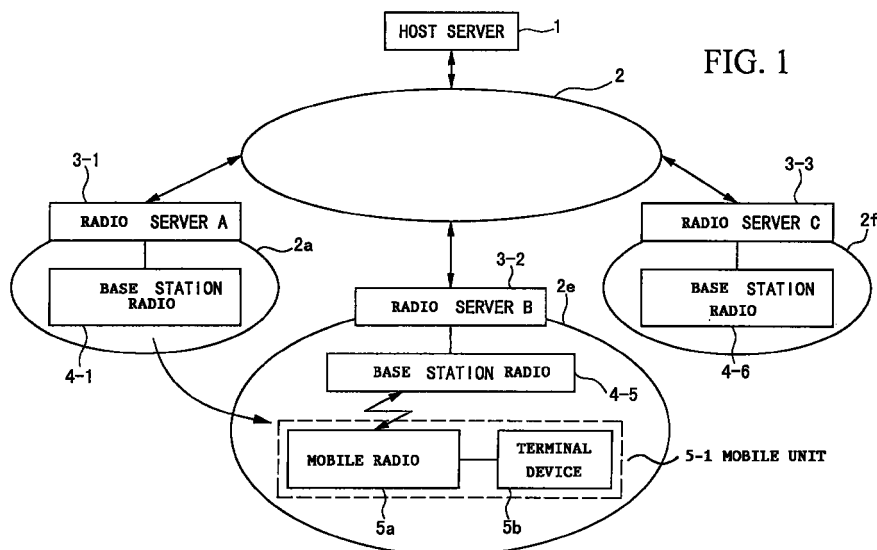 HOST SERVER
1
FIG. 1
2
3-1
RADIO SERVER A
2a
BASE STATION
RADIO
4-1
3-2
RADIO SERVER B
2e
3-3
RADIO SERVER C
2f
BASE STATION
RADIO
4-6
BASE STATION RADIO
4-5
MOBILE RADIO
TERMINAL
DEVICE
5-1 MOBILE UNIT
5a
5b